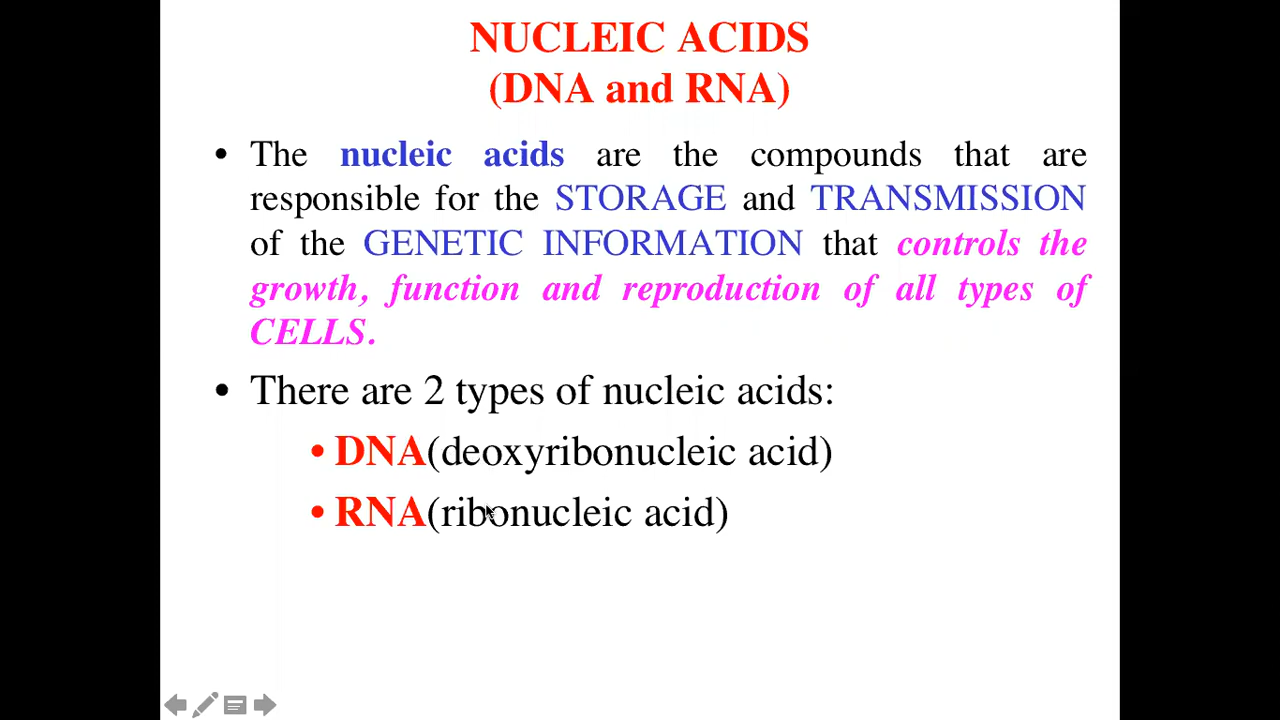 NUCLEIC ACIDS
(DNA and RNA)
• The nucleic acids are the compounds that are
responsible for the STORAGE and TRANSMISSION
of the GENETIC INFORMATION that controls the
growth, function and reproduction of all types of
CELLS.
• There are 2 types of nucleic acids:
• DNA(deoxyribonucleic acid)
• RNA(ribonucleic acid)